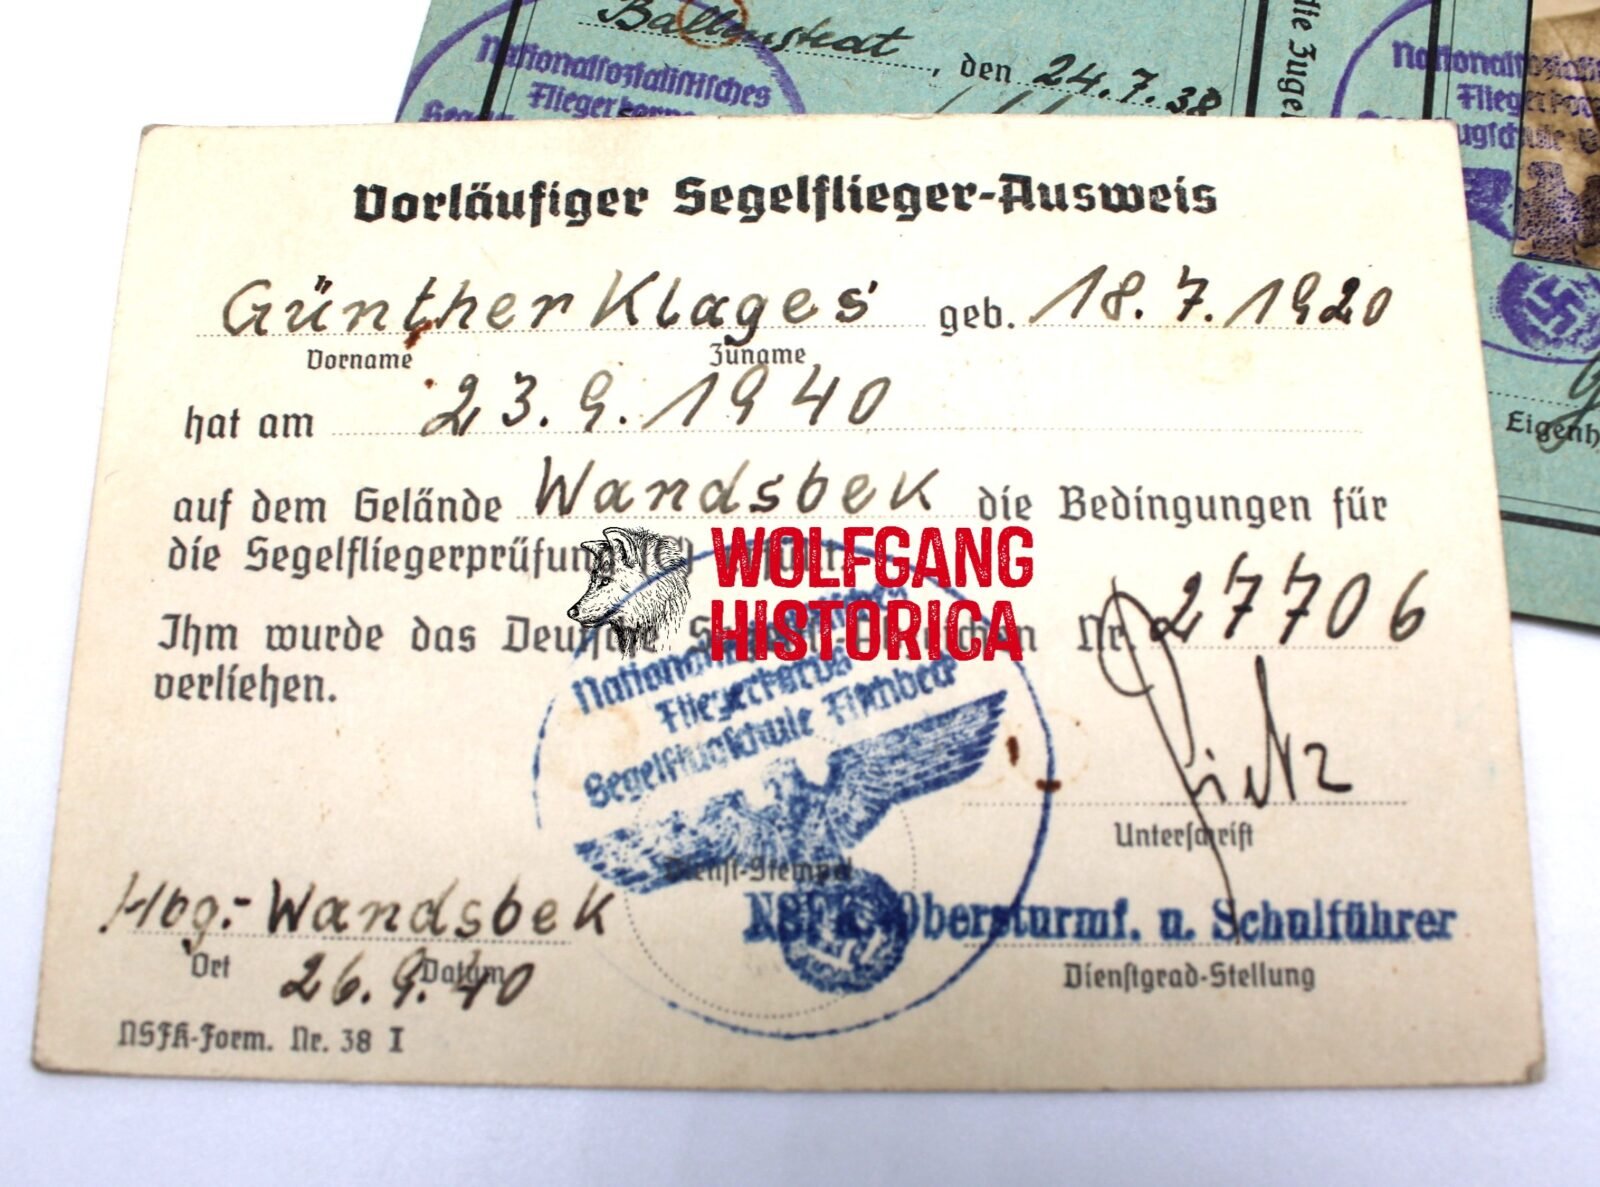 Ballenstedt, den 24.7.38
Nationalsozialistisches
Fliegerkorps
Vorläufiger Segelflieger-Ausweis
Günther Klages geb. 18.7.1920
Vorname Zuname
hat am 23.9.1940
auf dem Gelände Wandsbek die Bedingungen für
die Segelfliegerprüfung
Ihm wurde das Nr. 27706
verliehen.
WOLFGANG
HISTORICA
Fliegerkorps
Segelflugschule Fischbek
Unterschrift
Dienst-Stempel
NSFK-Obersturmf. u. Schulführer
Dienstgrad-Stellung
Hbg.-Wandsbek
Ort Datum
26.9.40
NSFK-Form. Nr. 38 I